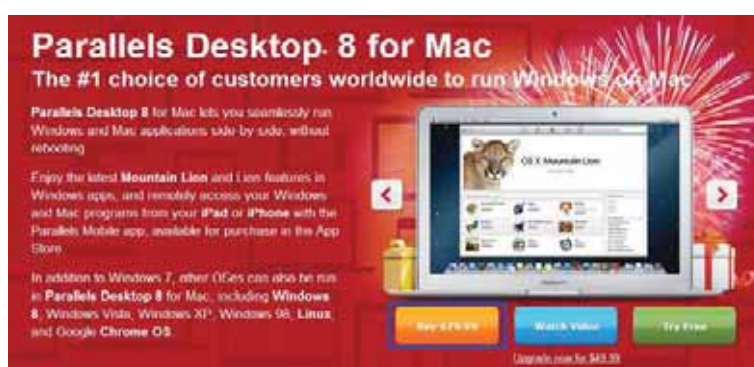 Parallels Desktop 8 for Mac
The #1 choice of customers worldwide to run Windows on Mac
Parallels Desktop 8 for Mac lets you seamlessly run
Windows and Mac applications side-by-side, without
rebooting
Enjoy the latest Mountain Lion and Lion features in
Windows apps, and remotely access your Windows
and Mac programs from your iPad or iPhone with the
Parallels Mobile app, available for purchase in the App
Store
In addition to Windows 7, other OSes can also be run
in Parallels Desktop 8 for Mac, including Windows
8, Windows Vista, Windows XP, Windows 98, Linux,
and Google Chrome OS.
OS X Mountain Lion
Buy $79.99
Watch Video
Try Free
Upgrade now for $49.99